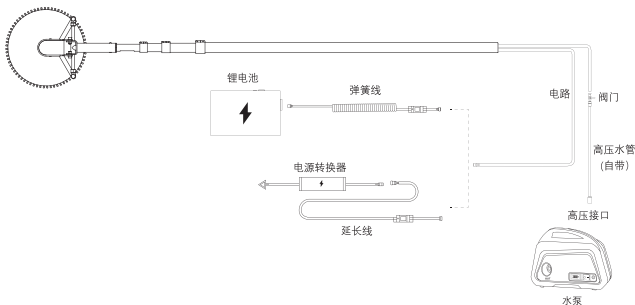 锂电池
弹簧线
电路
阀门
高压水管
(自带)
电源转换器
高压接口
延长线
水泵